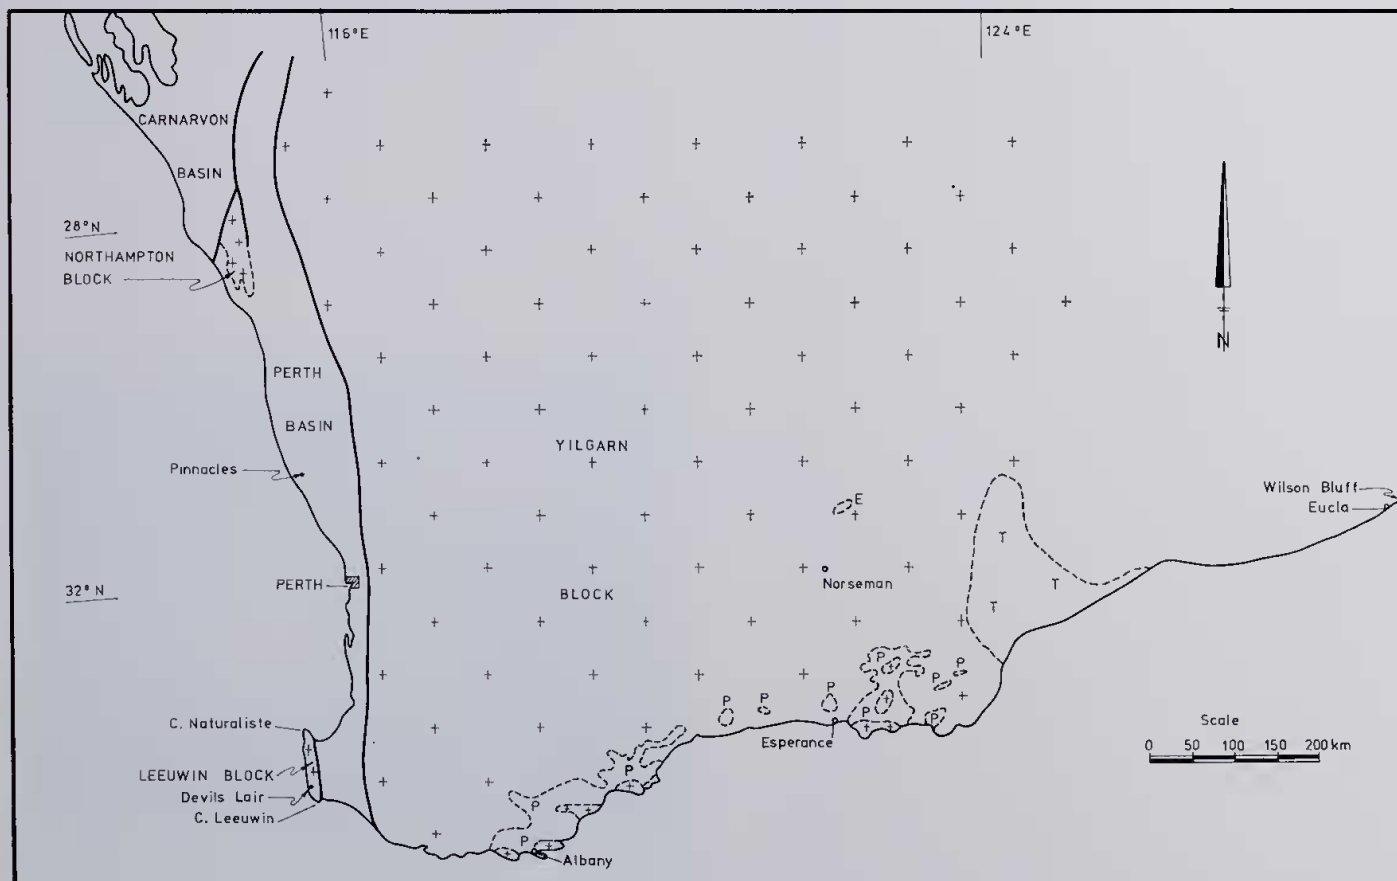 116°E
124°E
CARNARVON
BASIN
28°N
NORTHAMPTON
BLOCK
N
PERTH
BASIN
YILGARN
Pinnacles
E
Wilson Bluff
Eucla
T
T
T
PERTH
Norseman
32°N
BLOCK
P
P
P
P
P
P
P
P
C. Naturaliste
Esperance
Scale
0 50 100 150 200 km
LEEUWIN BLOCK
P
Devils Lair
P
C. Leeuwin
P
Albany